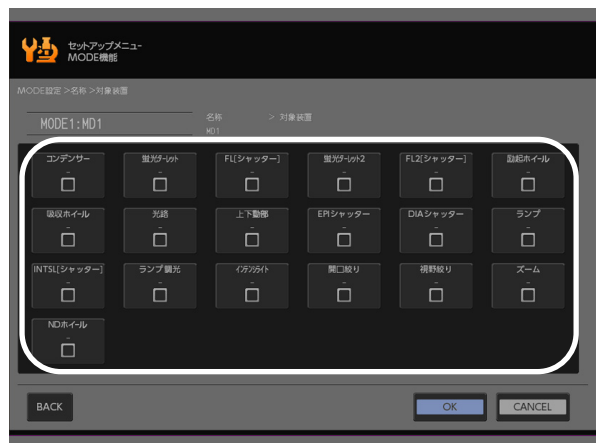 セットアップメニュー
MODE機能
MODE設定 >名称 >対象装置
MODE1:MD1
名称 > 対象装置
MD1
コンデンサー 蛍光ターレット FL[シャッター] 蛍光ターレット2 FL2[シャッター] 励起ホイール
- - - - - -
吸収ホイール 光路 上下動部 EPIシャッター DIAシャッター ランプ
- - - - - -
INTSL[シャッター] ランプ調光 インテンシライト 開口絞り 視野絞り ズーム
- - - - - -
NDホイール
-
BACK OK CANCEL